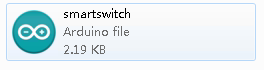 smartswitch
Arduino file
2.19 KB